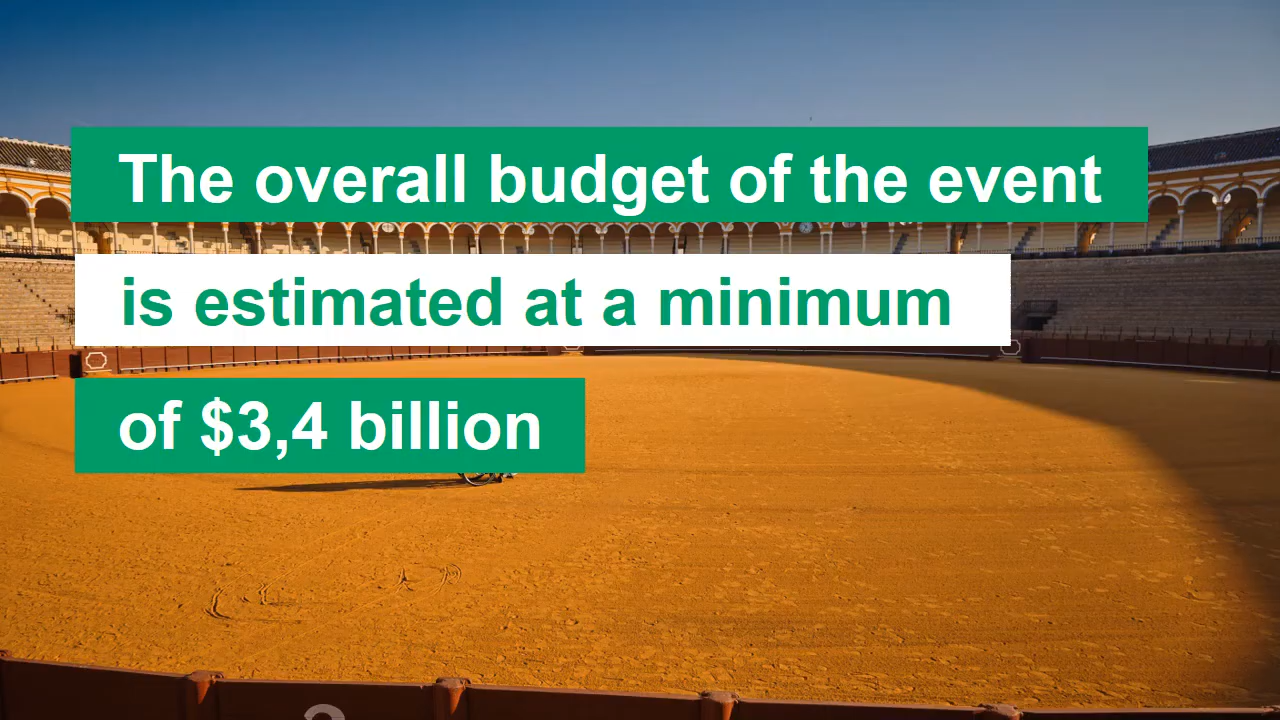 The overall budget of the event
is estimated at a minimum
of $3,4 billion